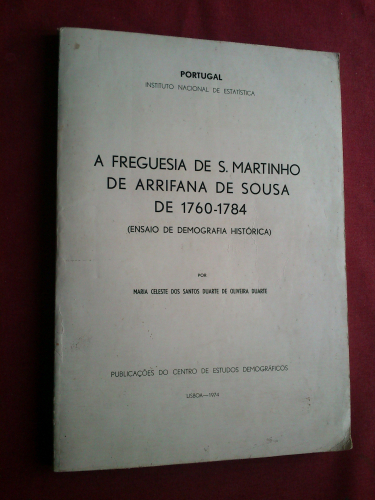 PORTUGAL
INSTITUTO NACIONAL DE ESTATÍSTICA
A FREGUESIA DE S. MARTINHO
DE ARRIFANA DE SOUSA
DE 1760-1784
(ENSAIO DE DEMOGRAFIA HISTÓRICA)
POR
MARIA CELESTE DOS SANTOS DUARTE DE OLIVEIRA DUARTE
PUBLICAÇÕES DO CENTRO DE ESTUDOS DEMOGRÁFICOS
LISBOA—1974